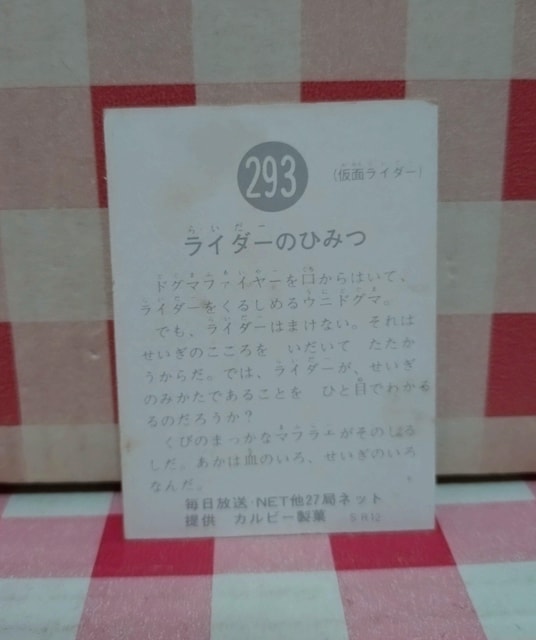 293
(仮面ライダー)
ライダーのひみつ
ドグマファイヤーを口からはいて、
ライダーをくるしめるウニドグマ。
でも、ライダーはまけない。それは
せいぎのこころを いだいて たたか
うからだ。では、ライダーが、せいぎ
のみかたであることを ひと目でわかる
るのだろうか?
くびのまっかなマフラーがそのしる
しだ。あかは血のいろ、せいぎのいろ
なんだ。
毎日放送・NET他27局ネット
提供 カルビー製菓 SR12